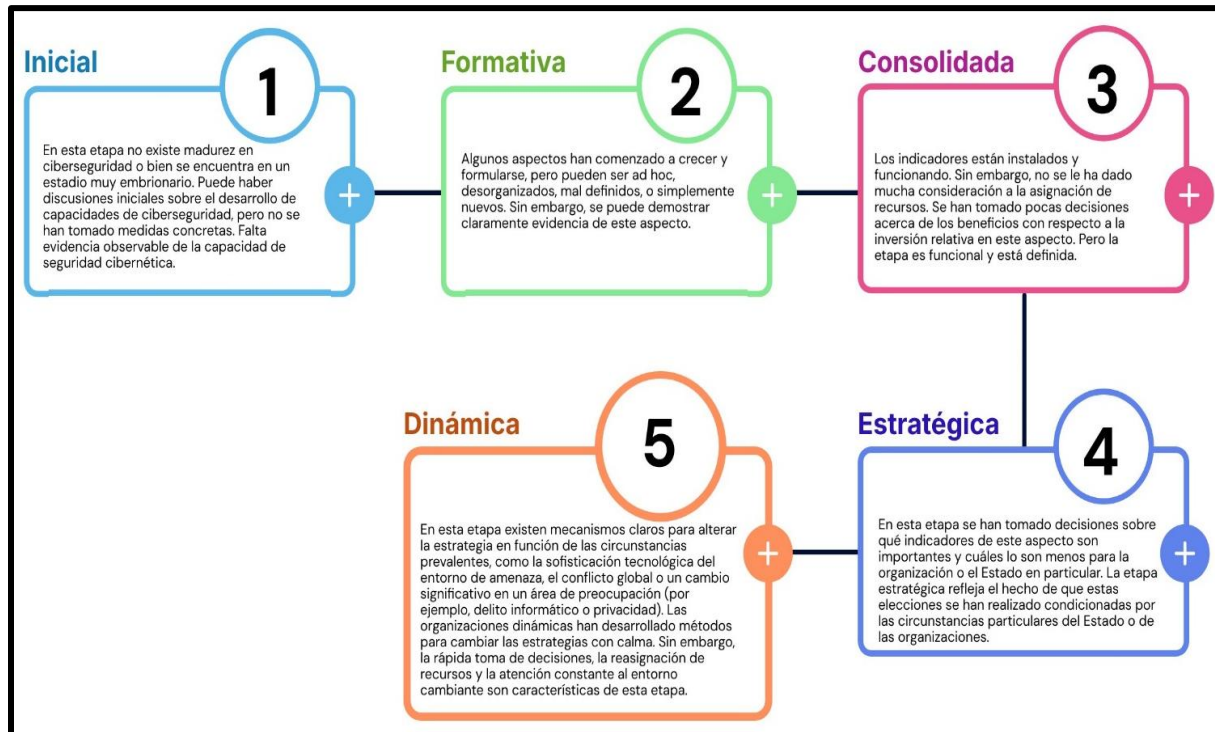 Inicial
1
En esta etapa no existe madurez en
ciberseguridad o bien se encuentra en un
estadio muy embrionario. Puede haber
discusiones iniciales sobre el desarrollo de
capacidades de ciberseguridad, pero no se
han tomado medidas concretas. Falta
evidencia observable de la capacidad de
seguridad cibernética.
+
Formativa
2
Algunos aspectos han comenzado a crecer y
formularse, pero pueden ser ad hoc,
desorganizados, mal definidos, o simplemente
nuevos. Sin embargo, se puede demostrar
claramente evidencia de este aspecto.
+
Consolidada
3
Los indicadores están instalados y
funcionando. Sin embargo, no se le ha dado
mucha consideración a la asignación de
recursos. Se han tomado pocas decisiones
acerca de los beneficios con respecto a la
inversión relativa en este aspecto. Pero la
etapa es funcional y está definida.
+
Estratégica
4
En esta etapa se han tomado decisiones sobre
qué indicadores de este aspecto son
importantes y cuáles lo son menos para la
organización o el Estado en particular. La etapa
estratégica refleja el hecho de que estas
elecciones se han realizado condicionadas por
las circunstancias particulares del Estado o de
las organizaciones.
+
Dinámica
5
En esta etapa existen mecanismos claros para alterar
la estrategia en función de las circunstancias
prevalentes, como la sofisticación tecnológica del
entorno de amenaza, el conflicto global o un cambio
significativo en un área de preocupación (por
ejemplo, delito informático o privacidad). Las
organizaciones dinámicas han desarrollado métodos
para cambiar las estrategias con calma. Sin embargo,
la rápida toma de decisiones, la reasignación de
recursos y la atención constante al entorno
cambiante son características de esta etapa.
+